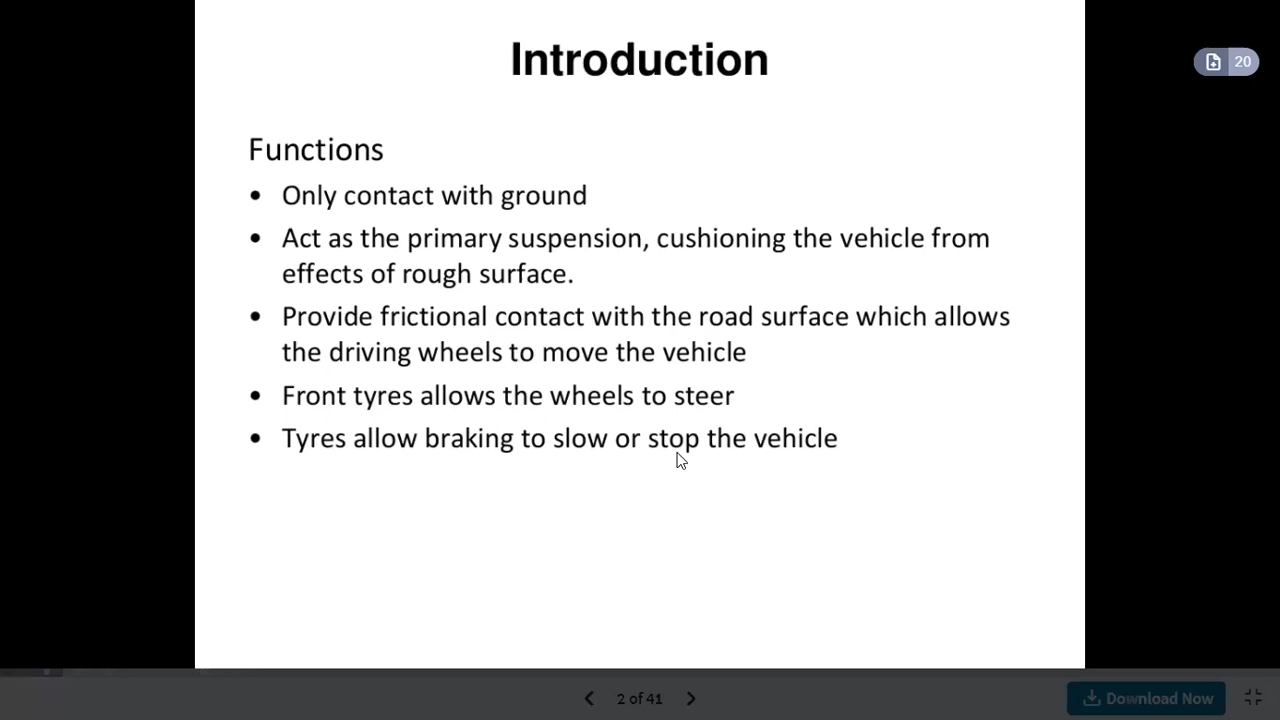 Introduction
20
Functions
• Only contact with ground
• Act as the primary suspension, cushioning the vehicle from
effects of rough surface.
• Provide frictional contact with the road surface which allows
the driving wheels to move the vehicle
• Front tyres allows the wheels to steer
• Tyres allow braking to slow or stop the vehicle
2 of 41
Download Now